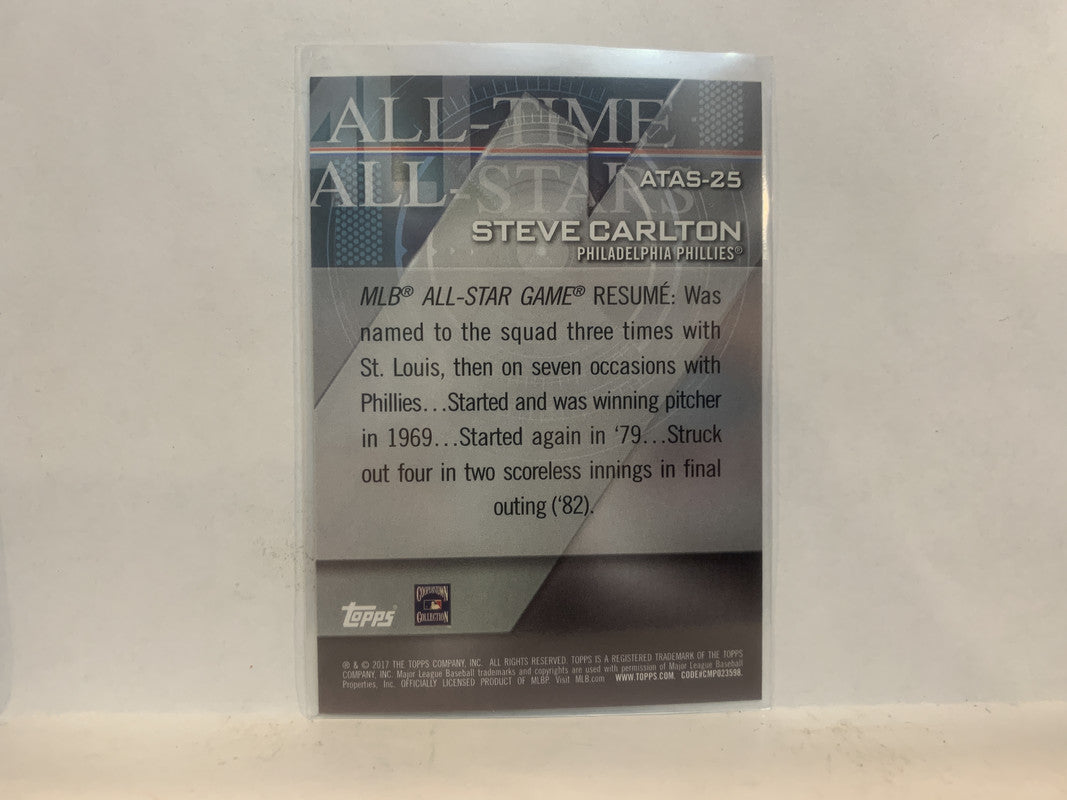 ALL-TIME
ALL-STARS
ATAS-25
STEVE CARLTON
PHILADELPHIA PHILLIES®
MLB® ALL-STAR GAME® RESUMÉ: Was
named to the squad three times with
St. Louis, then on seven occasions with
Phillies...Started and was winning pitcher
in 1969...Started again in ‘79...Struck
out four in two scoreless innings in final
outing (‘82).
topps®
COOPERSTOWN
COLLECTION
® & © 2017 THE TOPPS COMPANY, INC. ALL RIGHTS RESERVED. TOPPS IS A REGISTERED TRADEMARK OF THE TOPPS
COMPANY, INC. Major League Baseball trademarks and copyrights are used with permission of Major League Baseball
Properties, Inc. OFFICIALLY LICENSED PRODUCT OF MLBP. Visit MLB.com WWW.TOPPS.COM. CODE#CMP023598.